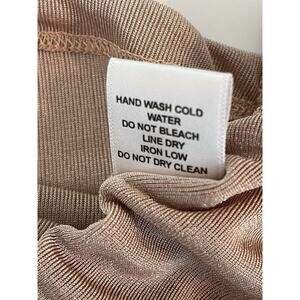 HAND WASH COLD
WATER
DO NOT BLEACH
LINE DRY
IRON LOW
DO NOT DRY CLEAN